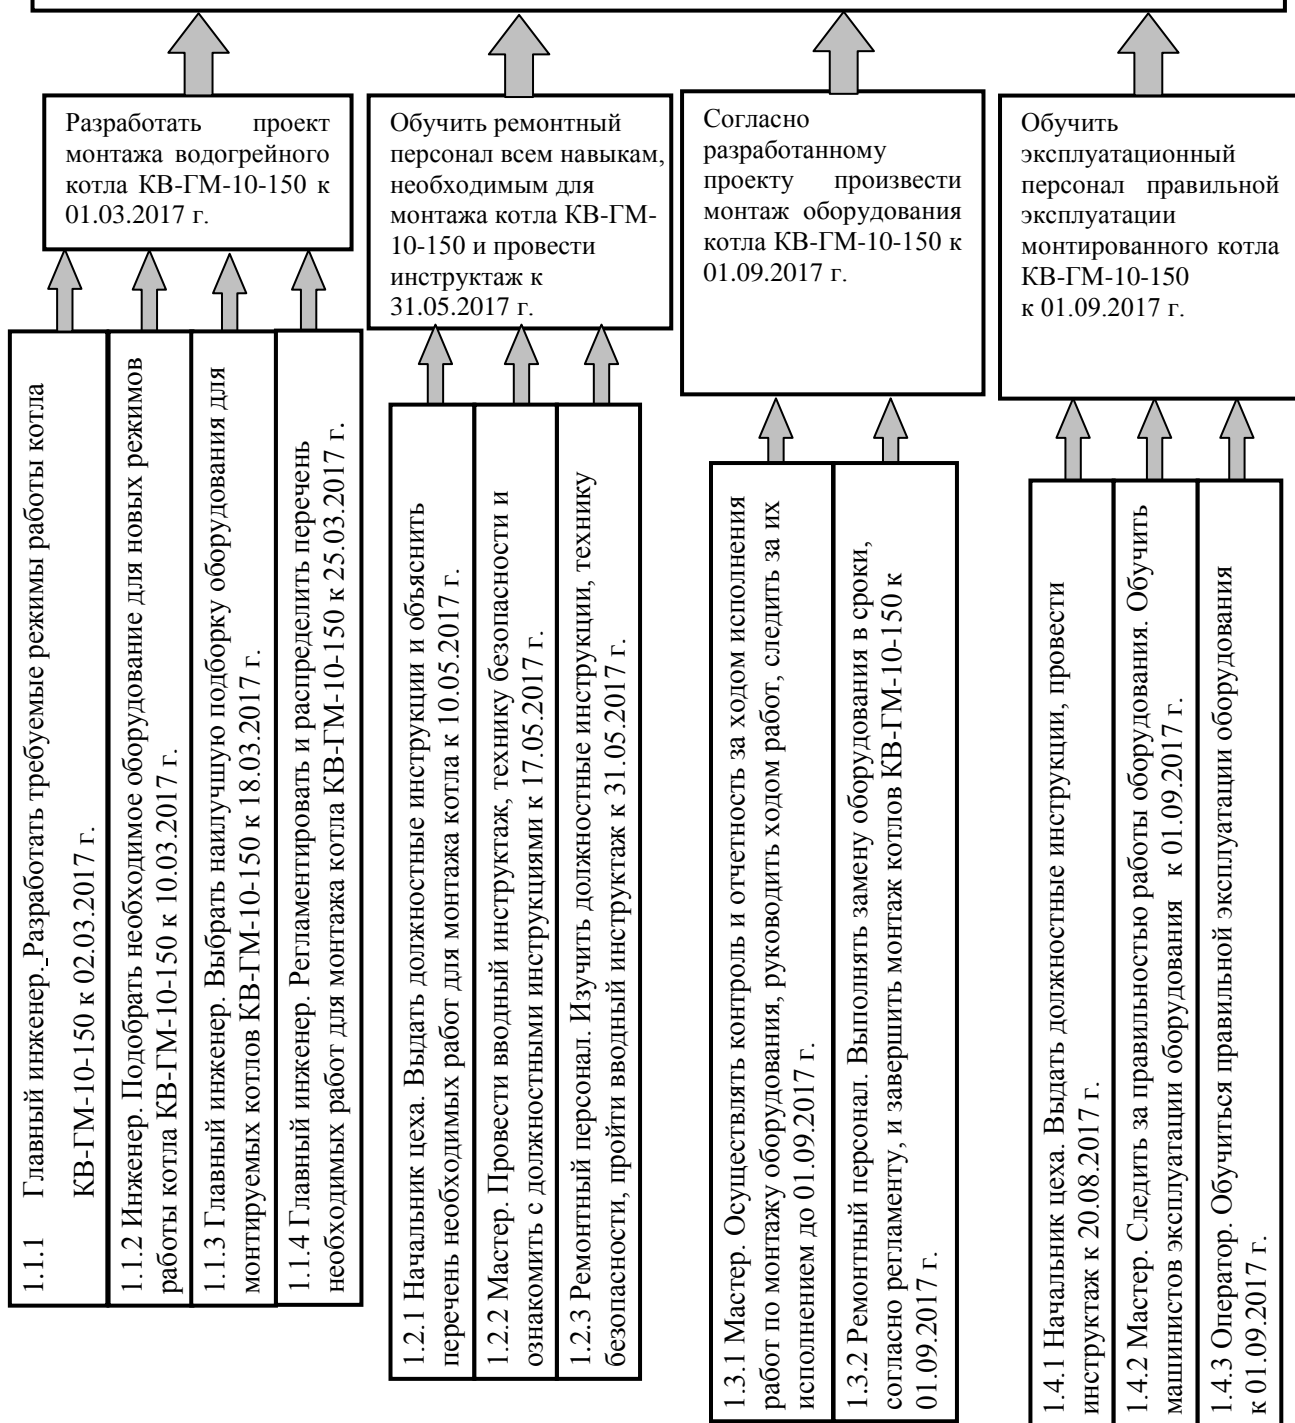 Разработать проект
монтажа водогрейного
котла КВ-ГМ-10-150 к
01.03.2017 г.
Обучить ремонтный
персонал всем навыкам,
необходимым для
монтажа котла КВ-ГМ-
10-150 и провести
инструктаж к
31.05.2017 г.
Согласно
разработанному
проекту произвести
монтаж оборудования
котла КВ-ГМ-10-150 к
01.09.2017 г.
Обучить
эксплуатационный
персонал правильной
эксплуатации
монтированного котла
КВ-ГМ-10-150
к 01.09.2017 г.
1.1.1 Главный инженер. Разработать требуемые режимы работы котла
КВ-ГМ-10-150 к 02.03.2017 г.
1.1.2 Инженер. Подобрать необходимое оборудование для новых режимов
работы котла КВ-ГМ-10-150 к 10.03.2017 г.
1.1.3 Главный инженер. Выбрать наилучшую подборку оборудования для
монтируемых котлов КВ-ГМ-10-150 к 18.03.2017 г.
1.1.4 Главный инженер. Регламентировать и распределить перечень
необходимых работ для монтажа котла КВ-ГМ-10-150 к 25.03.2017 г.
1.2.1 Начальник цеха. Выдать должностные инструкции и объяснить
перечень необходимых работ для монтажа котла к 10.05.2017 г.
1.2.2 Мастер. Провести вводный инструктаж, технику безопасности и
ознакомить с должностными инструкциями к 17.05.2017 г.
1.2.3 Ремонтный персонал. Изучить должностные инструкции, технику
безопасности, пройти вводный инструктаж к 31.05.2017 г.
1.3.1 Мастер. Осуществлять контроль и отчетность за ходом исполнения
работ по монтажу оборудования, руководить ходом работ, следить за их
исполнением до 01.09.2017 г.
1.3.2 Ремонтный персонал. Выполнять замену оборудования в сроки,
согласно регламенту, и завершить монтаж котлов КВ-ГМ-10-150 к
01.09.2017 г.
1.4.1 Начальник цеха. Выдать должностные инструкции, провести
инструктаж к 20.08.2017 г.
1.4.2 Мастер. Следить за правильностью работы оборудования. Обучить
машинистов эксплуатации оборудования к 01.09.2017 г.
1.4.3 Оператор. Обучиться правильной эксплуатации оборудования
к 01.09.2017 г.